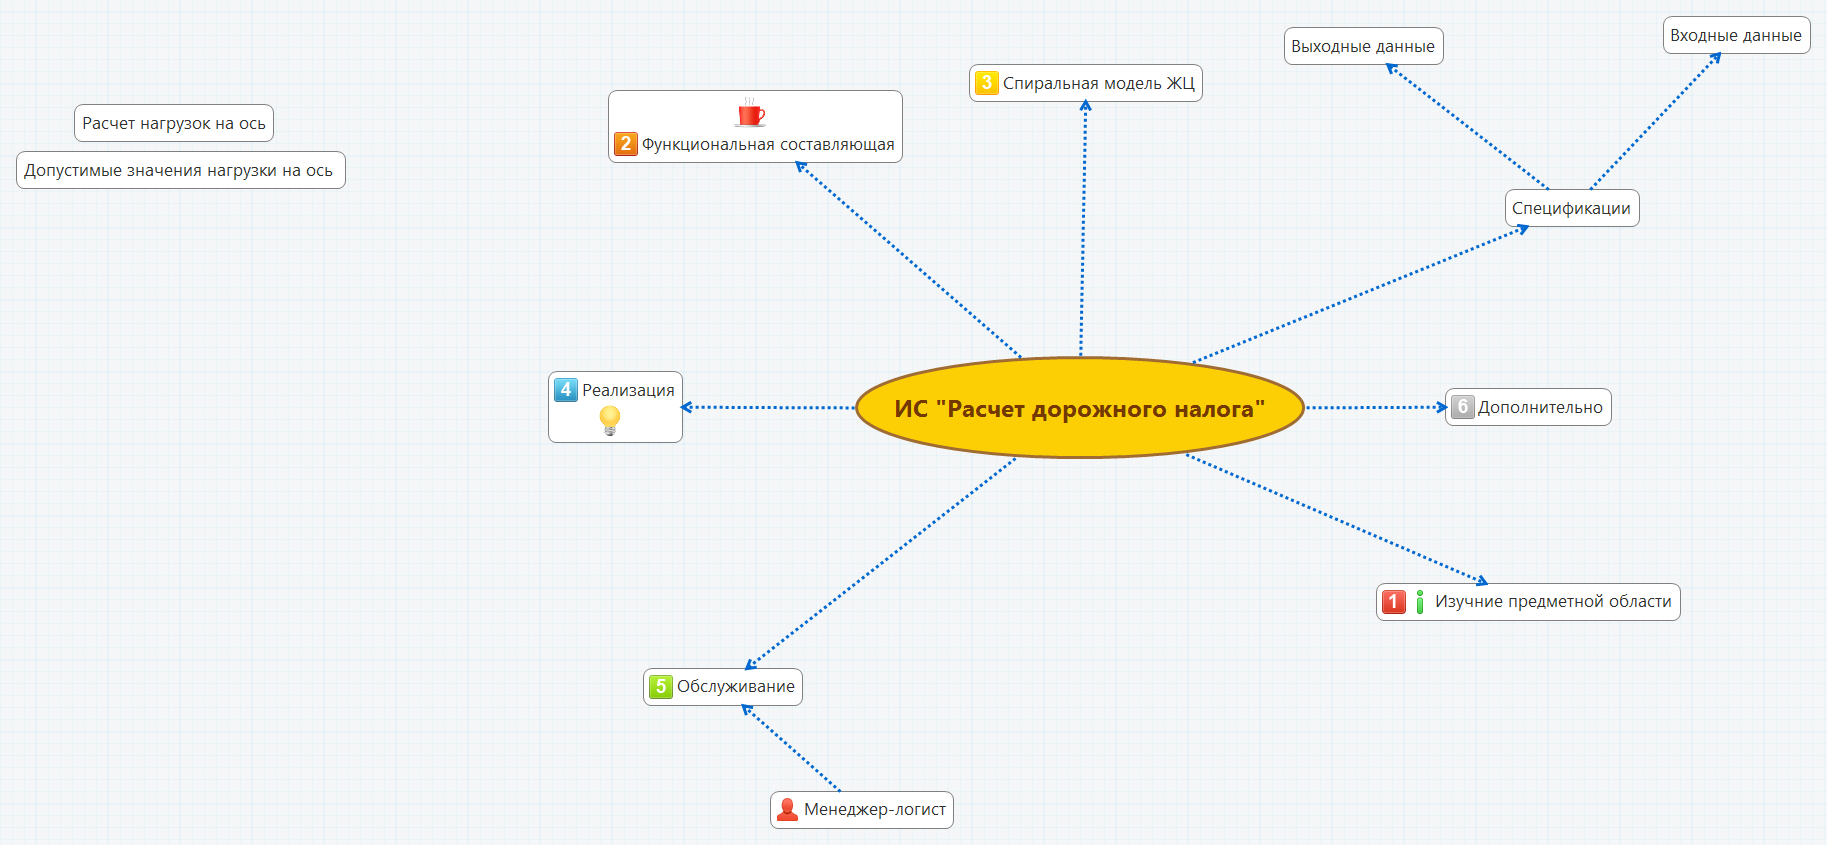 Входные данные
Выходные данные
3 Спиральная модель ЖЦ
Расчет нагрузок на ось
2 Функциональная составляющая
Допустимые значения нагрузки на ось
Спецификации
4 Реализация
ИС "Расчет дорожного налога"
6 Дополнительно
1 Изучние предметной области
5 Обслуживание
Менеджер-логист